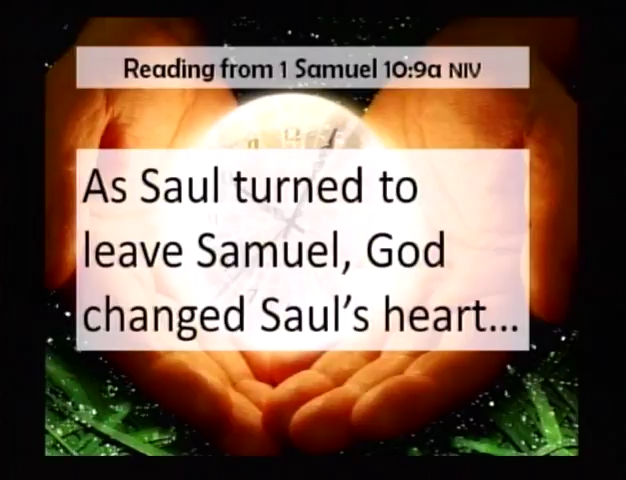 Reading from 1 Samuel 10:9a NIV
As Saul turned to
leave Samuel, God
changed Saul's heart...